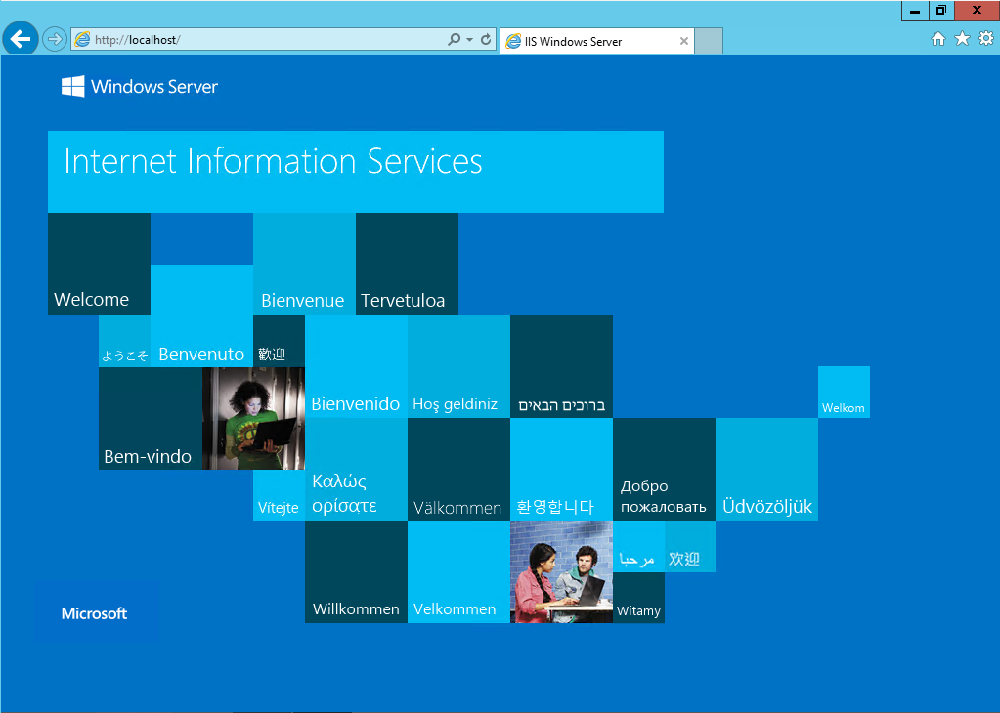 http://localhost/
IIS Windows Server
Windows Server
Internet Information Services
Welcome
Bienvenue
Tervetuloa
ようこそ
Benvenuto
歡迎
Bienvenido
Hoş geldiniz
ברוכים הבאים
Welkom
Bem-vindo
Vítejte
Καλώς
ορίσατε
Välkommen
환영합니다
Добро
пожаловать
Üdvözöljük
مرحبا
欢迎
Willkommen
Velkommen
Witamy
Microsoft